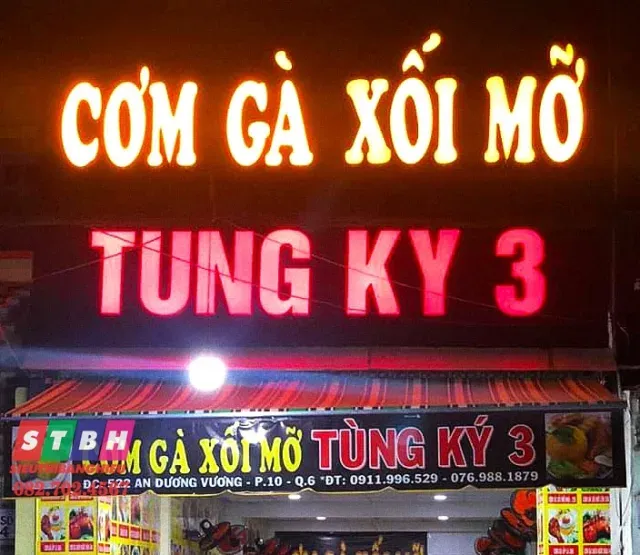 CƠM GÀ XỐI MỠ
TUNG KY 3
STBH
CƠM GÀ XỐI MỠ TÙNG KÝ 3
ĐC: 522 AN DƯƠNG VƯƠNG - P.10 - Q.6 *ĐT: 0911.996.529 - 076.988.1879